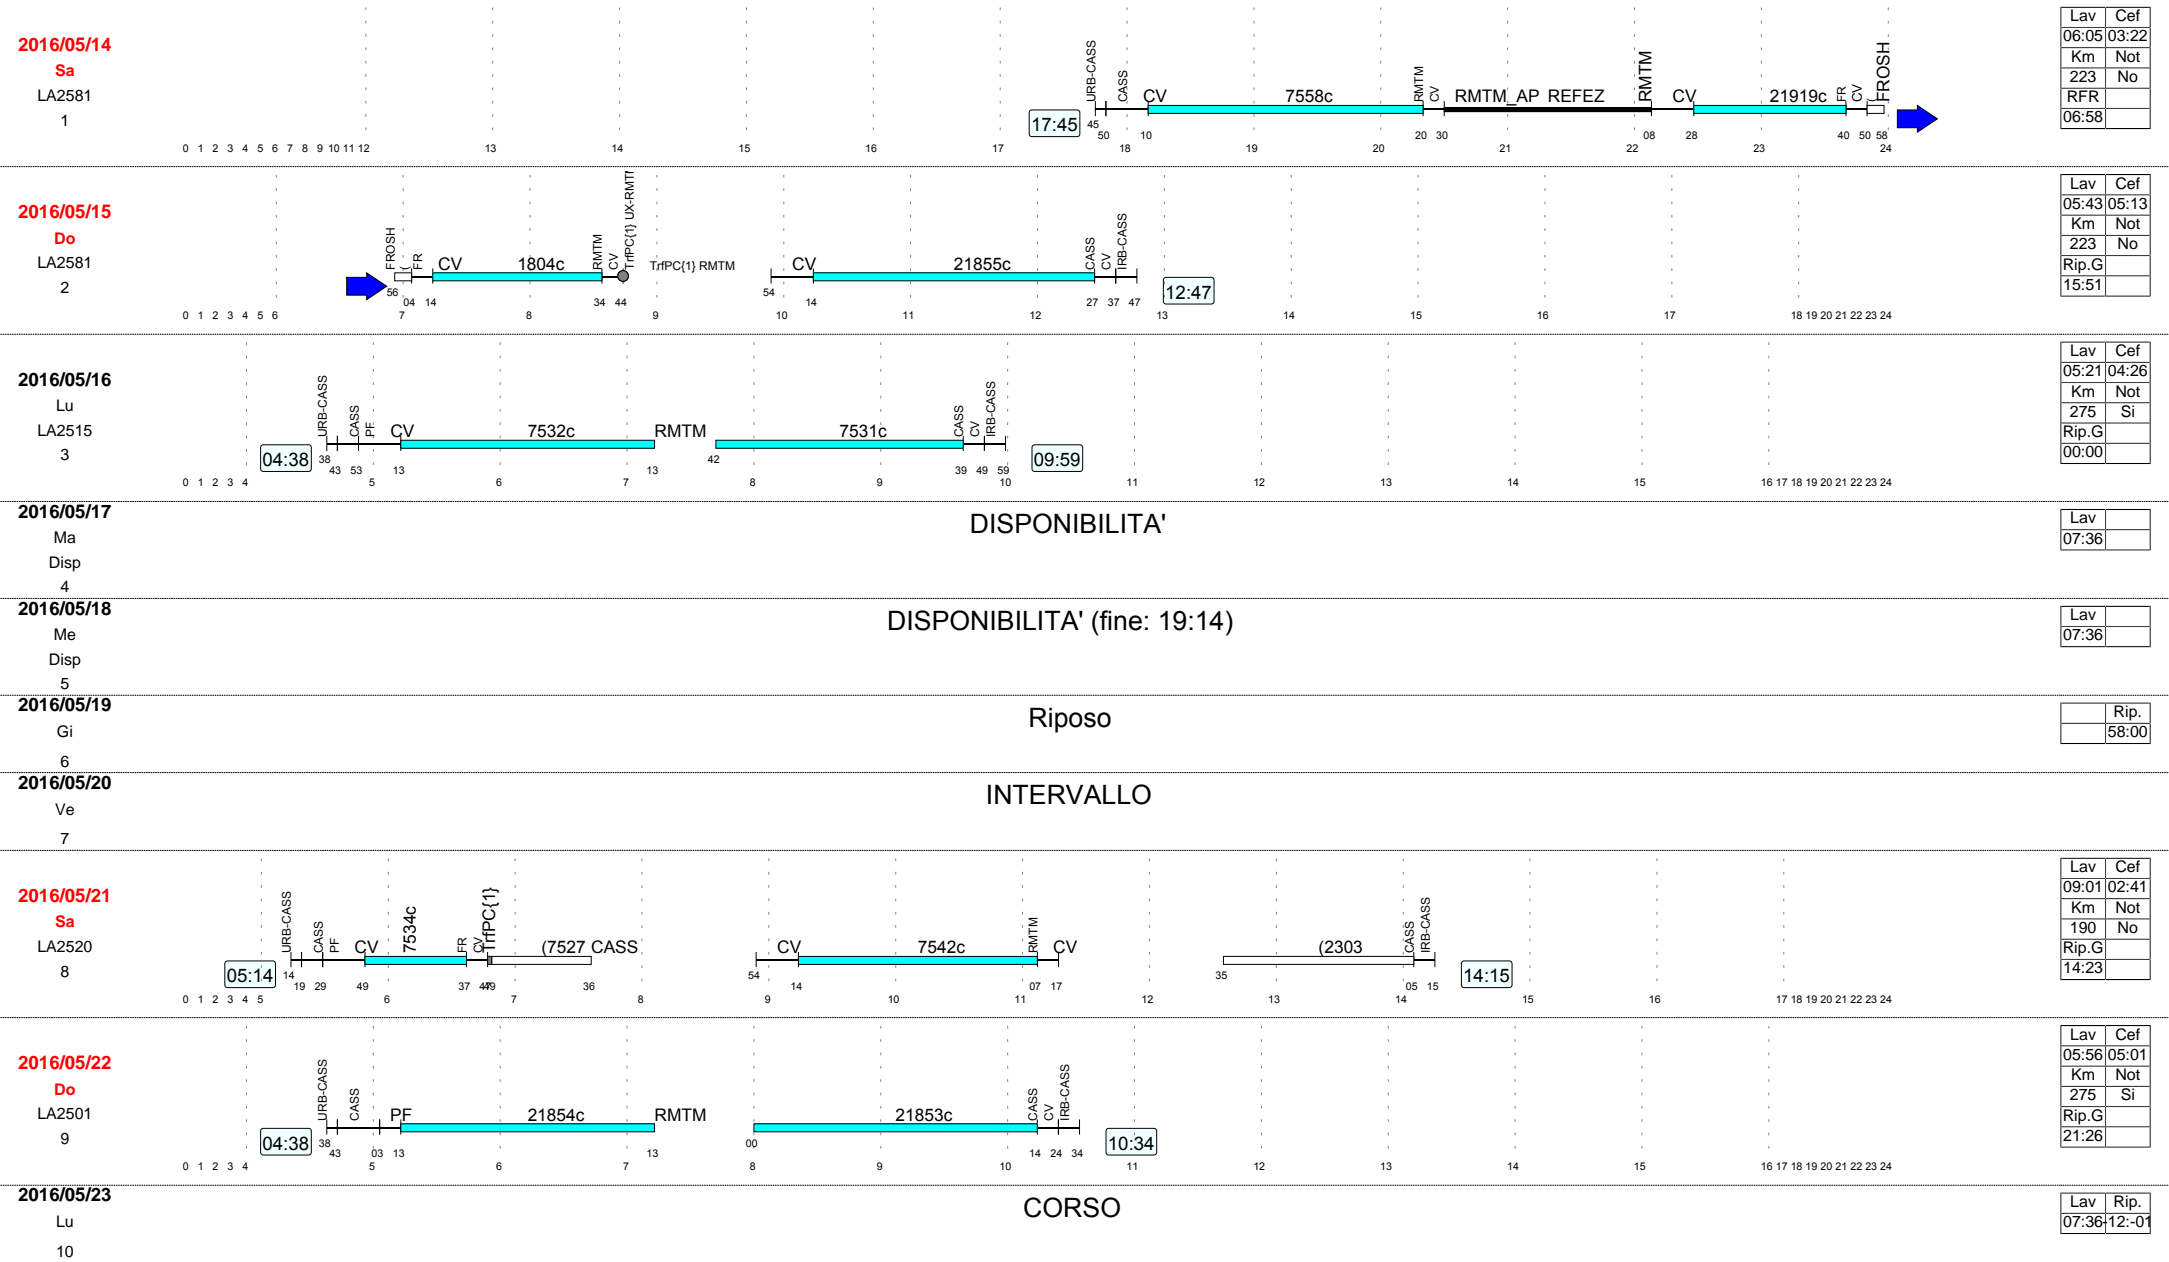 2016/05/14
Sa
LA2581
1
17:45
URB-CASS CASS CV 7558c RMTM CV RMTM_AP REFEZ RMTM CV 21919c FR CV ( FROSH
45 50 10 20 30 08 28 40 50 58
0 1 2 3 4 5 6 7 8 9 10 11 12 13 14 15 16 17 18 19 20 21 22 23 24
Lav Cef
06:05 03:22
Km Not
223 No
RFR
06:58
2016/05/15
Do
LA2581
2
FROSH ( FR CV 1804c RMTM CV TrfPC{1} UX-RMT TrfPC{1} RMTM CV 21855c CASS CV IRB-CASS
56 04 14 34 44 54 14 27 37 47
12:47
0 1 2 3 4 5 6 7 8 9 10 11 12 13 14 15 16 17 18 19 20 21 22 23 24
Lav Cef
05:43 05:13
Km Not
223 No
Rip.G
15:51
2016/05/16
Lu
LA2515
3
04:38
URB-CASS CASS PF CV 7532c RMTM 7531c CASS CV IRB-CASS
38 43 53 13 13 42 39 49 59
09:59
0 1 2 3 4 5 6 7 8 9 10 11 12 13 14 15 16 17 18 19 20 21 22 23 24
Lav Cef
05:21 04:26
Km Not
275 Si
Rip.G
00:00
2016/05/17
Ma
Disp
4
DISPONIBILITA'
Lav
07:36
2016/05/18
Me
Disp
5
DISPONIBILITA' (fine: 19:14)
Lav
07:36
2016/05/19
Gi
6
Riposo
Rip.
58:00
2016/05/20
Ve
7
INTERVALLO
2016/05/21
Sa
LA2520
8
05:14
URB-CASS CASS PF CV 7534c FR CV TrfPC{1} (7527 CASS CV 7542c RMTM CV (2303 CASS IRB-CASS
14 19 29 49 37 47 49 36 54 14 07 17 35 05 15
14:15
0 1 2 3 4 5 6 7 8 9 10 11 12 13 14 15 16 17 18 19 20 21 22 23 24
Lav Cef
09:01 02:41
Km Not
190 No
Rip.G
14:23
2016/05/22
Do
LA2501
9
04:38
URB-CASS CASS PF 21854c RMTM 21853c CASS CV IRB-CASS
38 43 03 13 13 00 14 24 34
10:34
0 1 2 3 4 5 6 7 8 9 10 11 12 13 14 15 16 17 18 19 20 21 22 23 24
Lav Cef
05:56 05:01
Km Not
275 Si
Rip.G
21:26
2016/05/23
Lu
10
CORSO
Lav Rip.
07:36 -12:-01